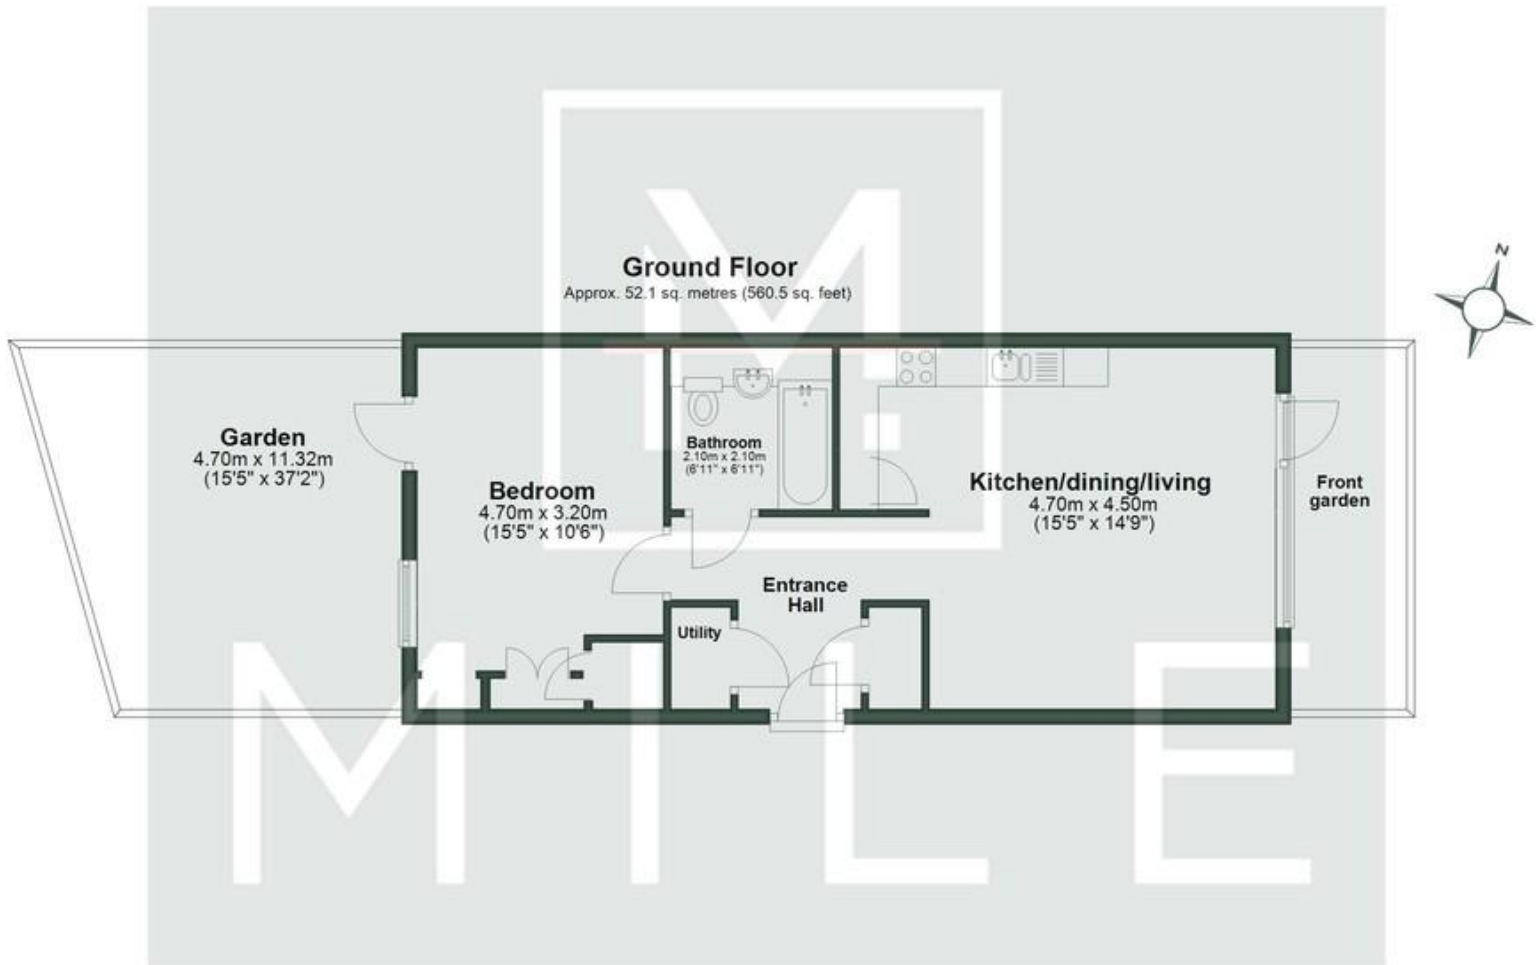 M
Ground Floor
Approx. 52.1 sq. metres (560.5 sq. feet)
N
Garden
4.70m x 11.32m
(15'5" x 37'2")
Bedroom
4.70m x 3.20m
(15'5" x 10'6")
Bathroom
2.10m x 2.10m
(6'11" x 6'11")
Kitchen/dining/living
4.70m x 4.50m
(15'5" x 14'9")
Front
garden
Entrance
Hall
Utility
MILE